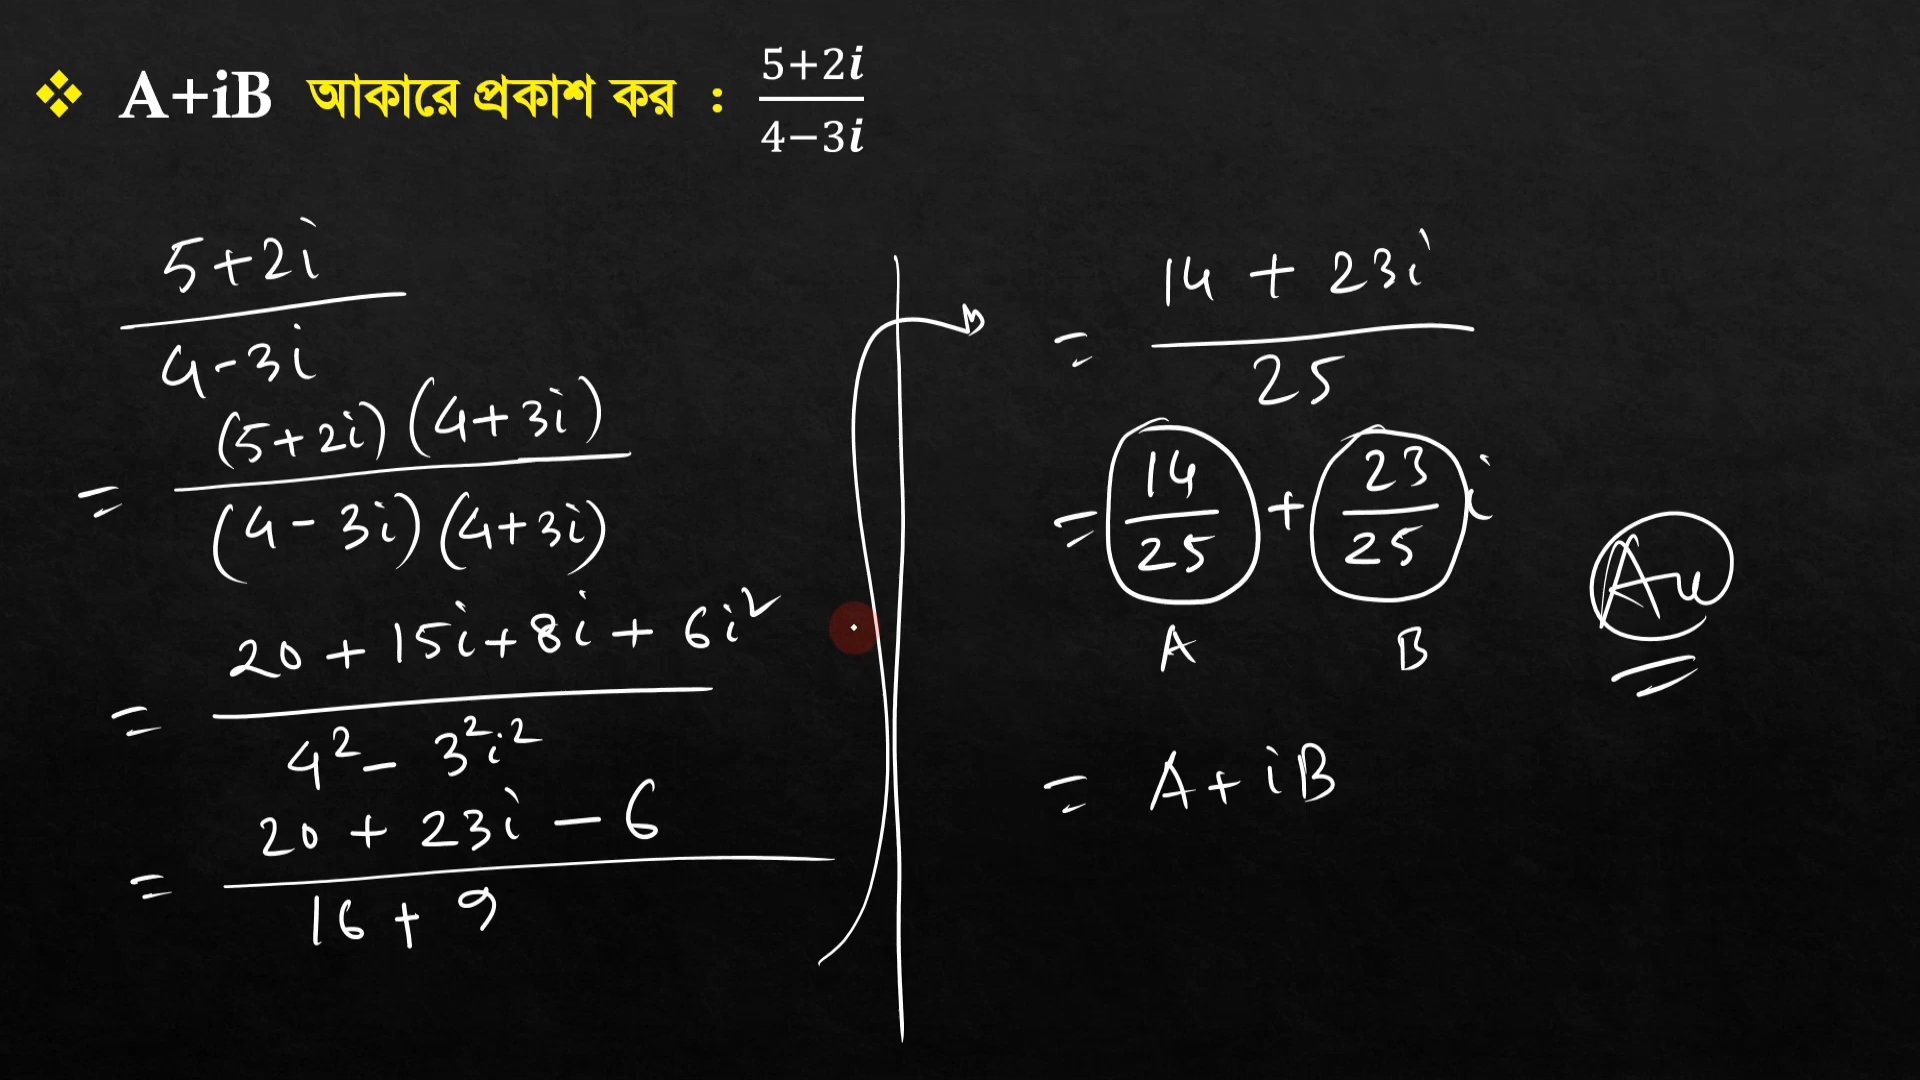 ❖ A+iB আকারে প্রকাশ কর : (5+2i)/(4−3i)
5+2i
4-3i
= (5+2i)(4+3i)
(4-3i)(4+3i)
= 20+15i+8i+6i²
4²-3²i²
= 20+23i-6
16+9
= 14+23i
25
= 14/25 + 23/25 i
A B
= A+iB